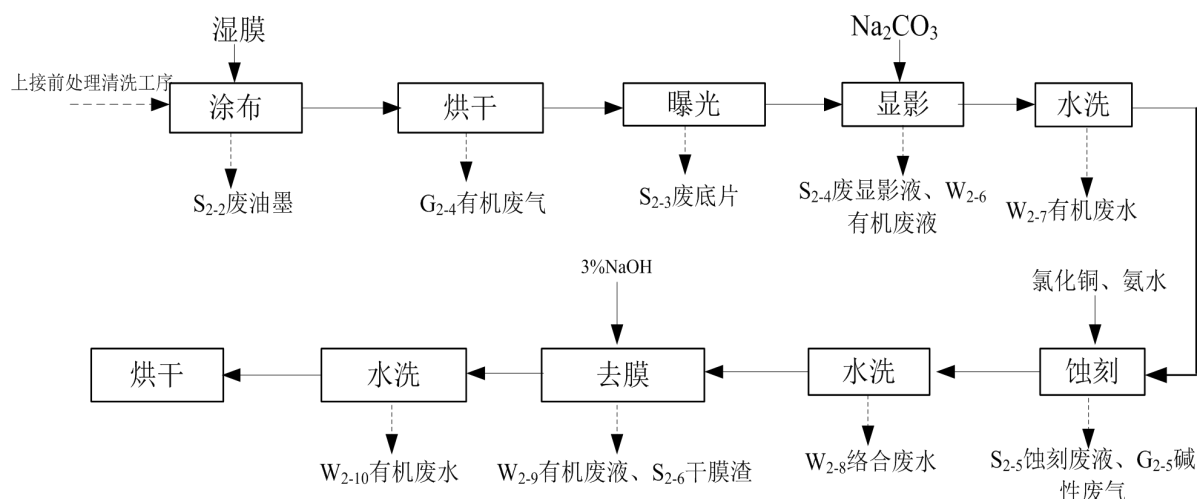 湿膜
Na₂CO₃
上接前处理清洗工序
涂布
烘干
曝光
显影
水洗
S₂₋₂废油墨
G₂₋₄有机废气
S₂₋₃废底片
S₂₋₄废显影液、W₂₋₆
有机废液
W₂₋₇有机废水
3%NaOH
氯化铜、氨水
烘干
水洗
去膜
水洗
蚀刻
W₂₋₁₀有机废水
W₂₋₉有机废液、S₂₋₆干膜渣
W₂₋₈络合废水
S₂₋₅蚀刻废液、G₂₋₅碱
性废气